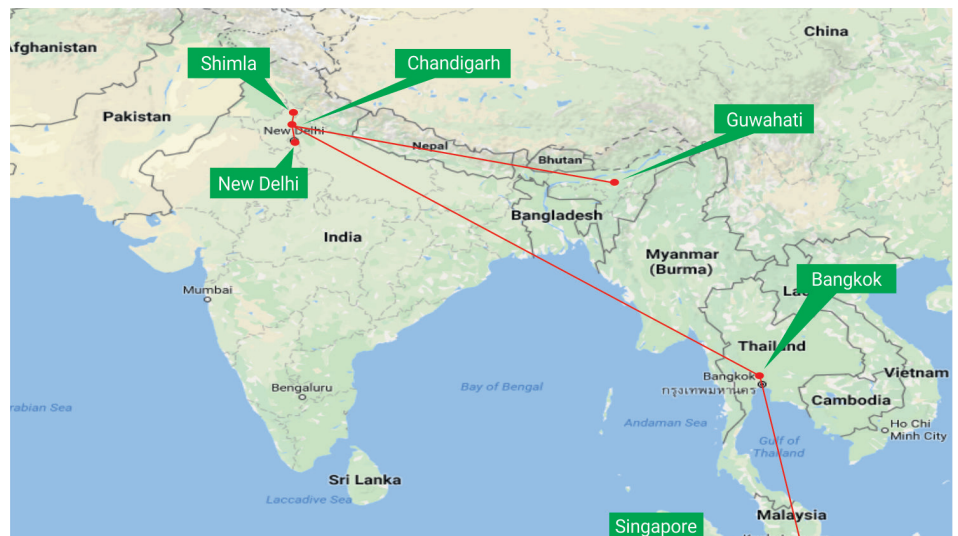 China
Afghanistan
Shimla
Chandigarh
Pakistan
Guwahati
New Delhi
Nepal
Bhutan
New Delhi
Bangladesh
India
Myanmar
(Burma)
Bangkok
Mumbai
Thailand
Vietnam
Bangkok
กรุงเทพมหานคร
Bengaluru
Bay of Bengal
Cambodia
Arabian Sea
Andaman Sea
Ho Chi
Minh City
Gulf of
Thailand
Sri Lanka
Laccadive Sea
Malaysia
Singapore